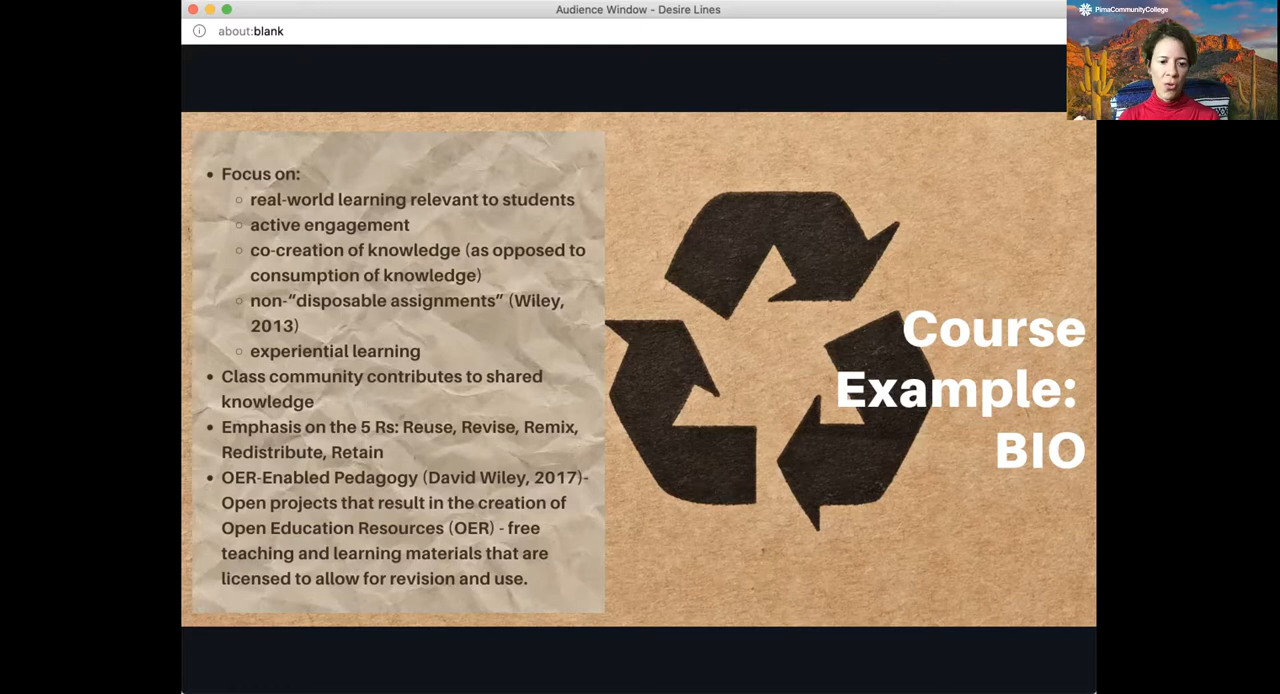 Audience Window - Desire Lines
about:blank
PimaCommunityCollege
• Focus on:
○ real-world learning relevant to students
○ active engagement
○ co-creation of knowledge (as opposed to
consumption of knowledge)
○ non-”disposable assignments” (Wiley,
2013)
○ experiential learning
• Class community contributes to shared
knowledge
• Emphasis on the 5 Rs: Reuse, Revise, Remix,
Redistribute, Retain
• OER-Enabled Pedagogy (David Wiley, 2017)-
Open projects that result in the creation of
Open Education Resources (OER) - free
teaching and learning materials that are
licensed to allow for revision and use.
Course
Example:
BIO